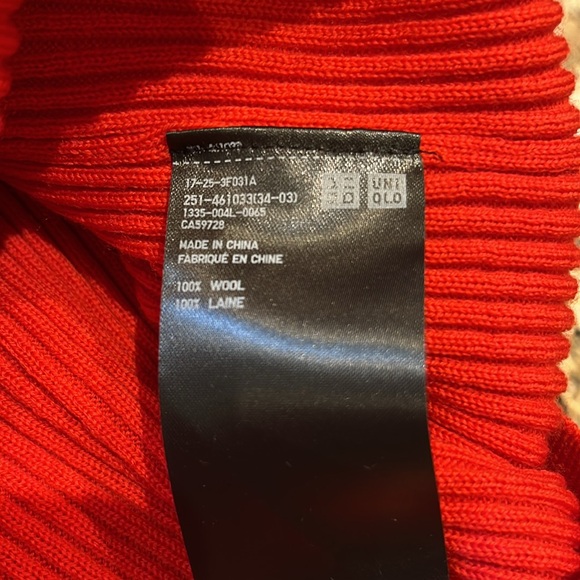 17-25-3F031A
251-461033(34-03)
1335-004L-0065
CA59728
MADE IN CHINA
FABRIQUÉ EN CHINE
100% WOOL
100% LAINE
UNI
QLO